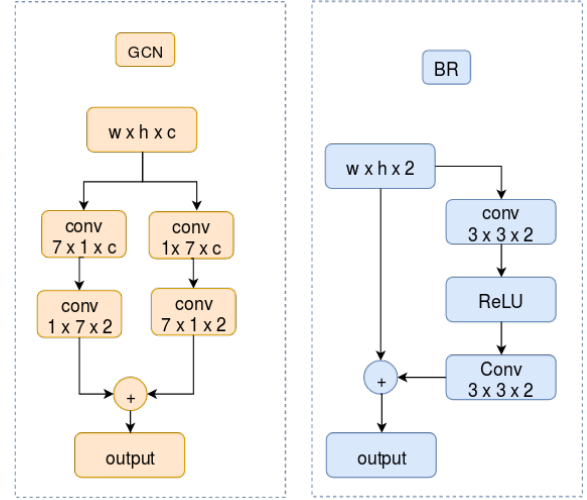 GCN
w x h x c
conv
7 x 1 x c
conv
1x 7 x c
conv
1 x 7 x 2
conv
7 x 1 x 2
+
output
BR
w x h x 2
conv
3 x 3 x 2
ReLU
Conv
3 x 3 x 2
+
output